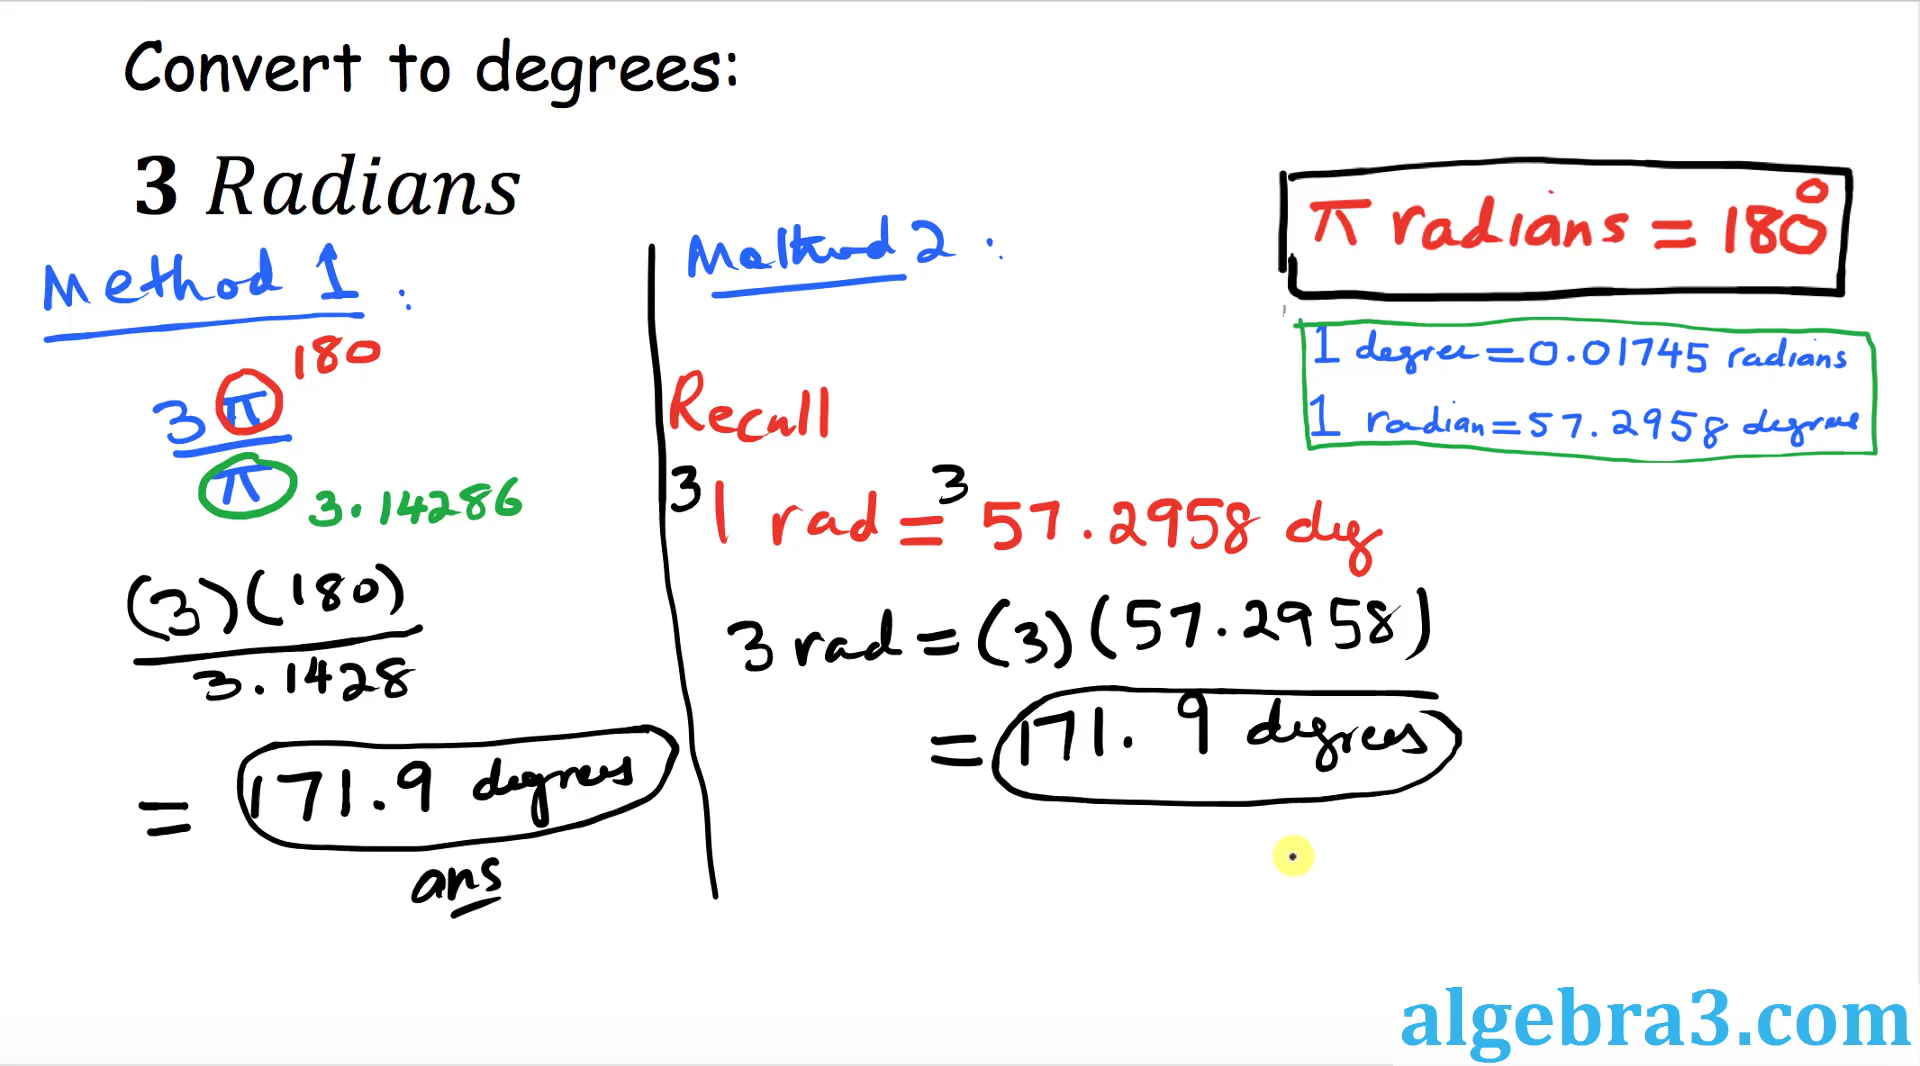 Convert to degrees:
3 Radians
π radians = 180°
1 degree = 0.01745 radians
1 radian = 57.2958 degrees
Method 1 :
180
3 π
π
3.14286
(3)(180)
3.1428
= 171.9 degrees
ans
Method 2 :
Recall
3 1 rad = 3 57.2958 deg
3 rad = (3)(57.2958)
= 171.9 degrees
algebra3.com